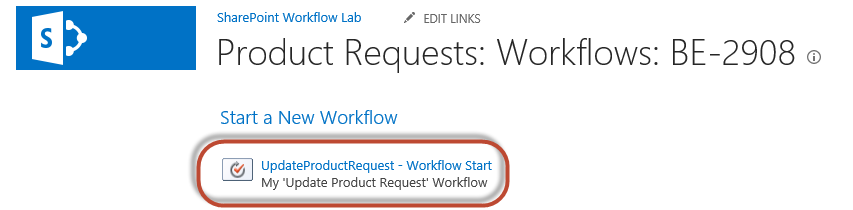 SharePoint Workflow Lab
EDIT LINKS
Product Requests: Workflows: BE-2908
Start a New Workflow
UpdateProductRequest - Workflow Start
My 'Update Product Request' Workflow